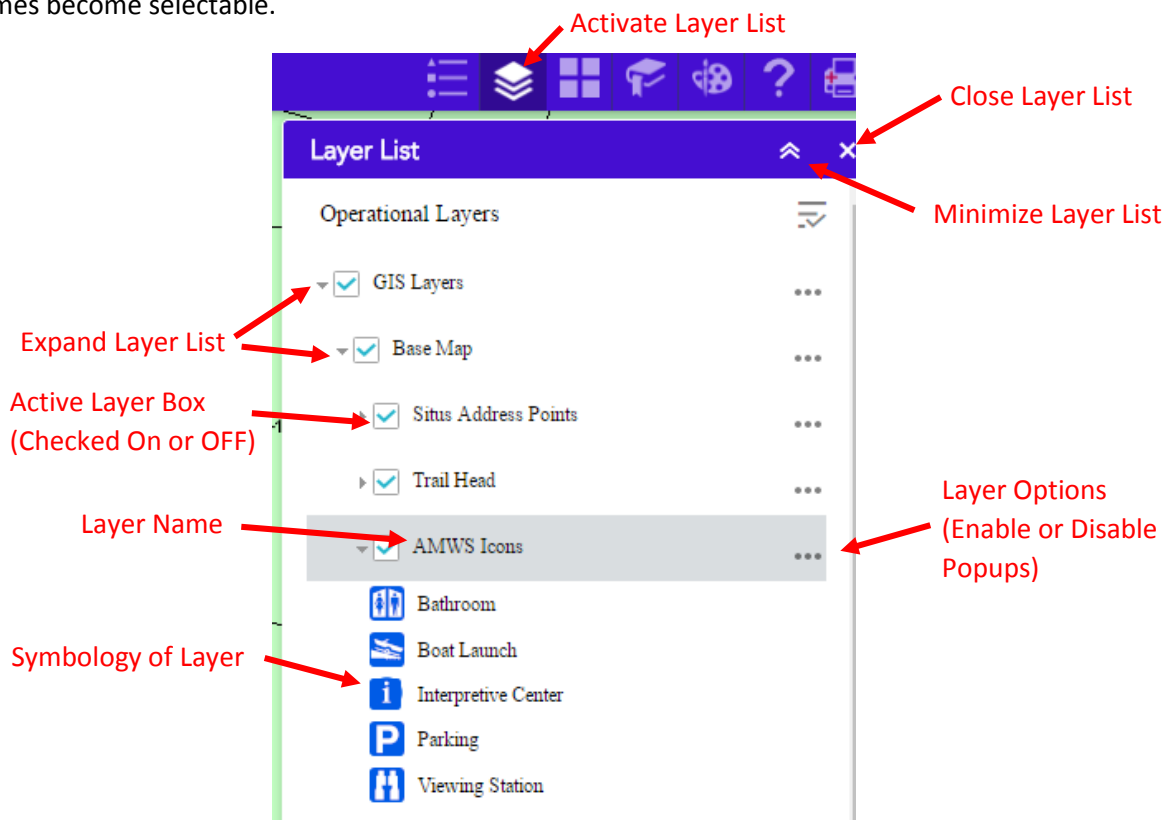 mes become selectable.
Activate Layer List
Close Layer List
Layer List
Minimize Layer List
Operational Layers
GIS Layers
Expand Layer List
Base Map
Active Layer Box
(Checked On or OFF)
Situs Address Points
Trail Head
Layer Options
(Enable or Disable
Popups)
Layer Name
AMWS Icons
Bathroom
Boat Launch
Symbology of Layer
Interpretive Center
P Parking
Viewing Station